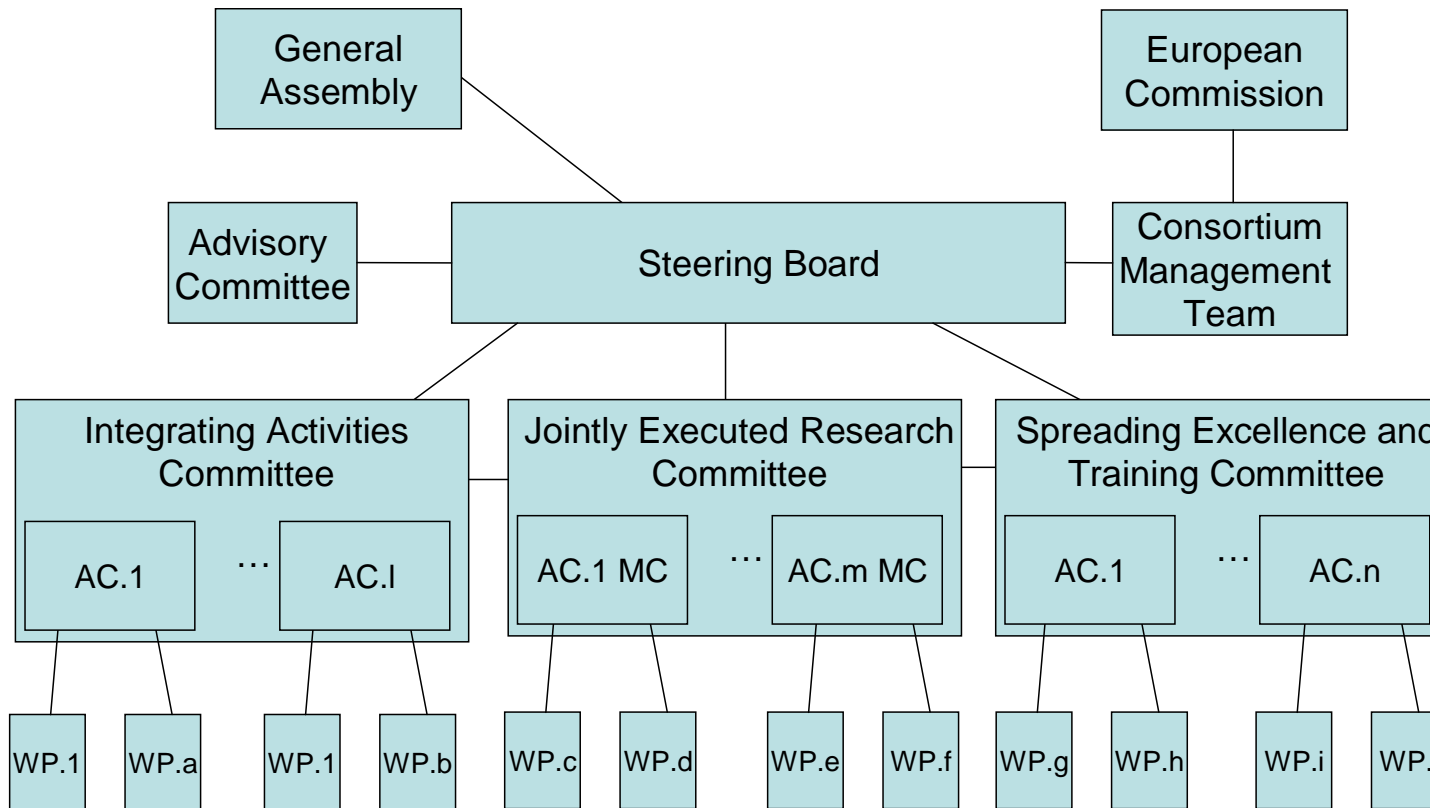 General
Assembly
European
Commission
Advisory
Committee
Steering Board
Consortium
Management
Team
Integrating Activities
Committee
Jointly Executed Research
Committee
Spreading Excellence and
Training Committee
AC.1
...
AC.l
AC.1 MC
...
AC.m MC
AC.1
...
AC.n
WP.1
WP.a
WP.1
WP.b
WP.c
WP.d
WP.e
WP.f
WP.g
WP.h
WP.i
WP.